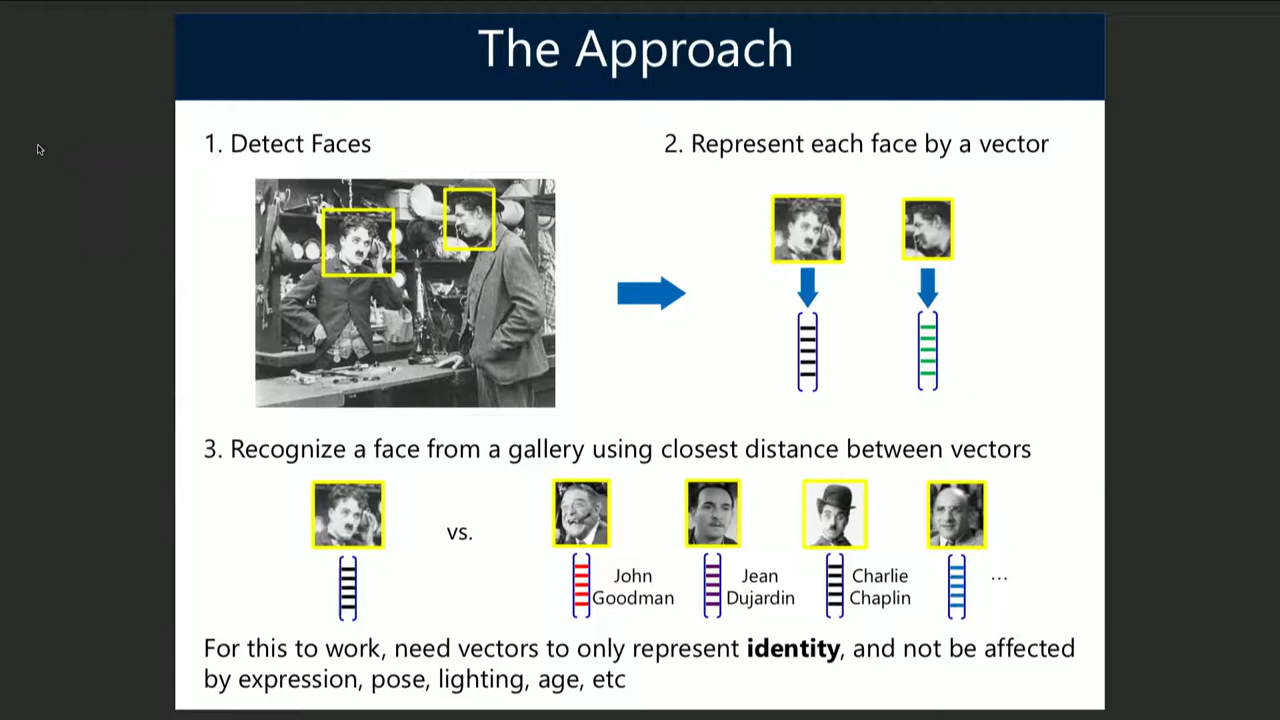 The Approach
1. Detect Faces
2. Represent each face by a vector
3. Recognize a face from a gallery using closest distance between vectors
vs.
John
Goodman
Jean
Dujardin
Charlie
Chaplin
...
For this to work, need vectors to only represent identity, and not be affected
by expression, pose, lighting, age, etc